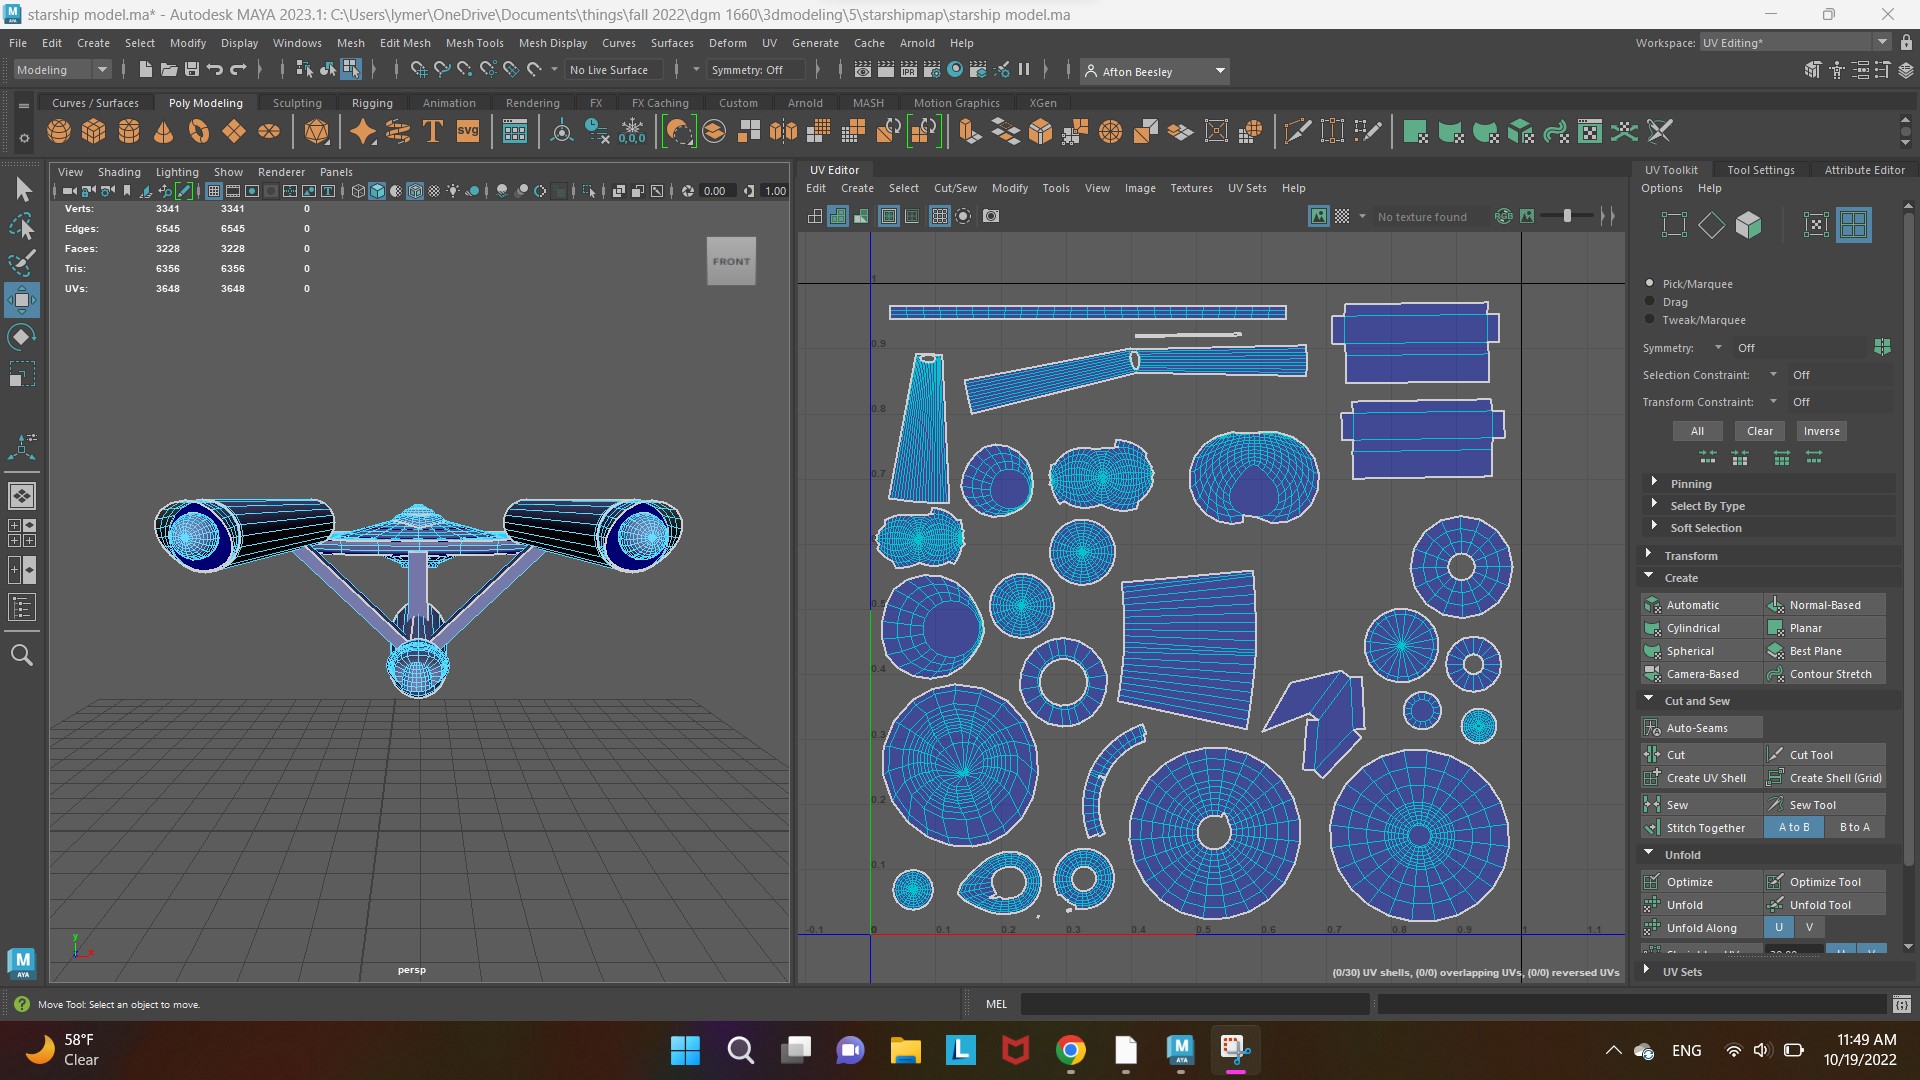 starship model.ma* - Autodesk MAYA 2023.1: C:\Users\lymer\OneDrive\Documents\things\fall 2022\dgm 1660\3dmodeling\5\starshipmap\starship model.ma
File Edit Create Select Modify Display Windows Mesh Edit Mesh Mesh Tools Mesh Display Curves Surfaces Deform UV Generate Cache Arnold Help
Workspace: UV Editing*
Modeling
No Live Surface
Symmetry: Off
IPR
Afton Beesley
Curves / Surfaces Poly Modeling Sculpting Rigging Animation Rendering FX FX Caching Custom Arnold MASH Motion Graphics XGen
T svg
0,0,0
View Shading Lighting Show Renderer Panels
0.00 1.00
Verts: 3341 3341 0
Edges: 6545 6545 0
Faces: 3228 3228 0
Tris: 6356 6356 0
UVs: 3648 3648 0
FRONT
y
x
persp
UV Editor
Edit Create Select Cut/Sew Modify Tools View Image Textures UV Sets Help
No texture found
RGB
1
0.9
0.8
0.7
0.5
0.4
0.3
0.2
0.1
-0.1 0 0.1 0.2 0.3 0.4 0.5 0.6 0.7 0.8 0.9 1 1.1
(0/30) UV shells, (0/0) overlapping UVs, (0/0) reversed UVs
UV Toolkit Tool Settings Attribute Editor
Options Help
Pick/Marquee
Drag
Tweak/Marquee
Symmetry: Off
Selection Constraint: Off
Transform Constraint: Off
All Clear Inverse
Pinning
Select By Type
Soft Selection
Transform
Create
Automatic Normal-Based
Cylindrical Planar
Spherical Best Plane
Camera-Based Contour Stretch
Cut and Sew
Auto-Seams
Cut Cut Tool
Create UV Shell Create Shell (Grid)
Sew Sew Tool
Stitch Together A to B B to A
Unfold
Optimize Optimize Tool
Unfold Unfold Tool
Unfold Along U V
UV Sets
M
AYA
Move Tool: Select an object to move.
MEL
58°F
Clear
L
M
AYA
ENG
11:49 AM
10/19/2022